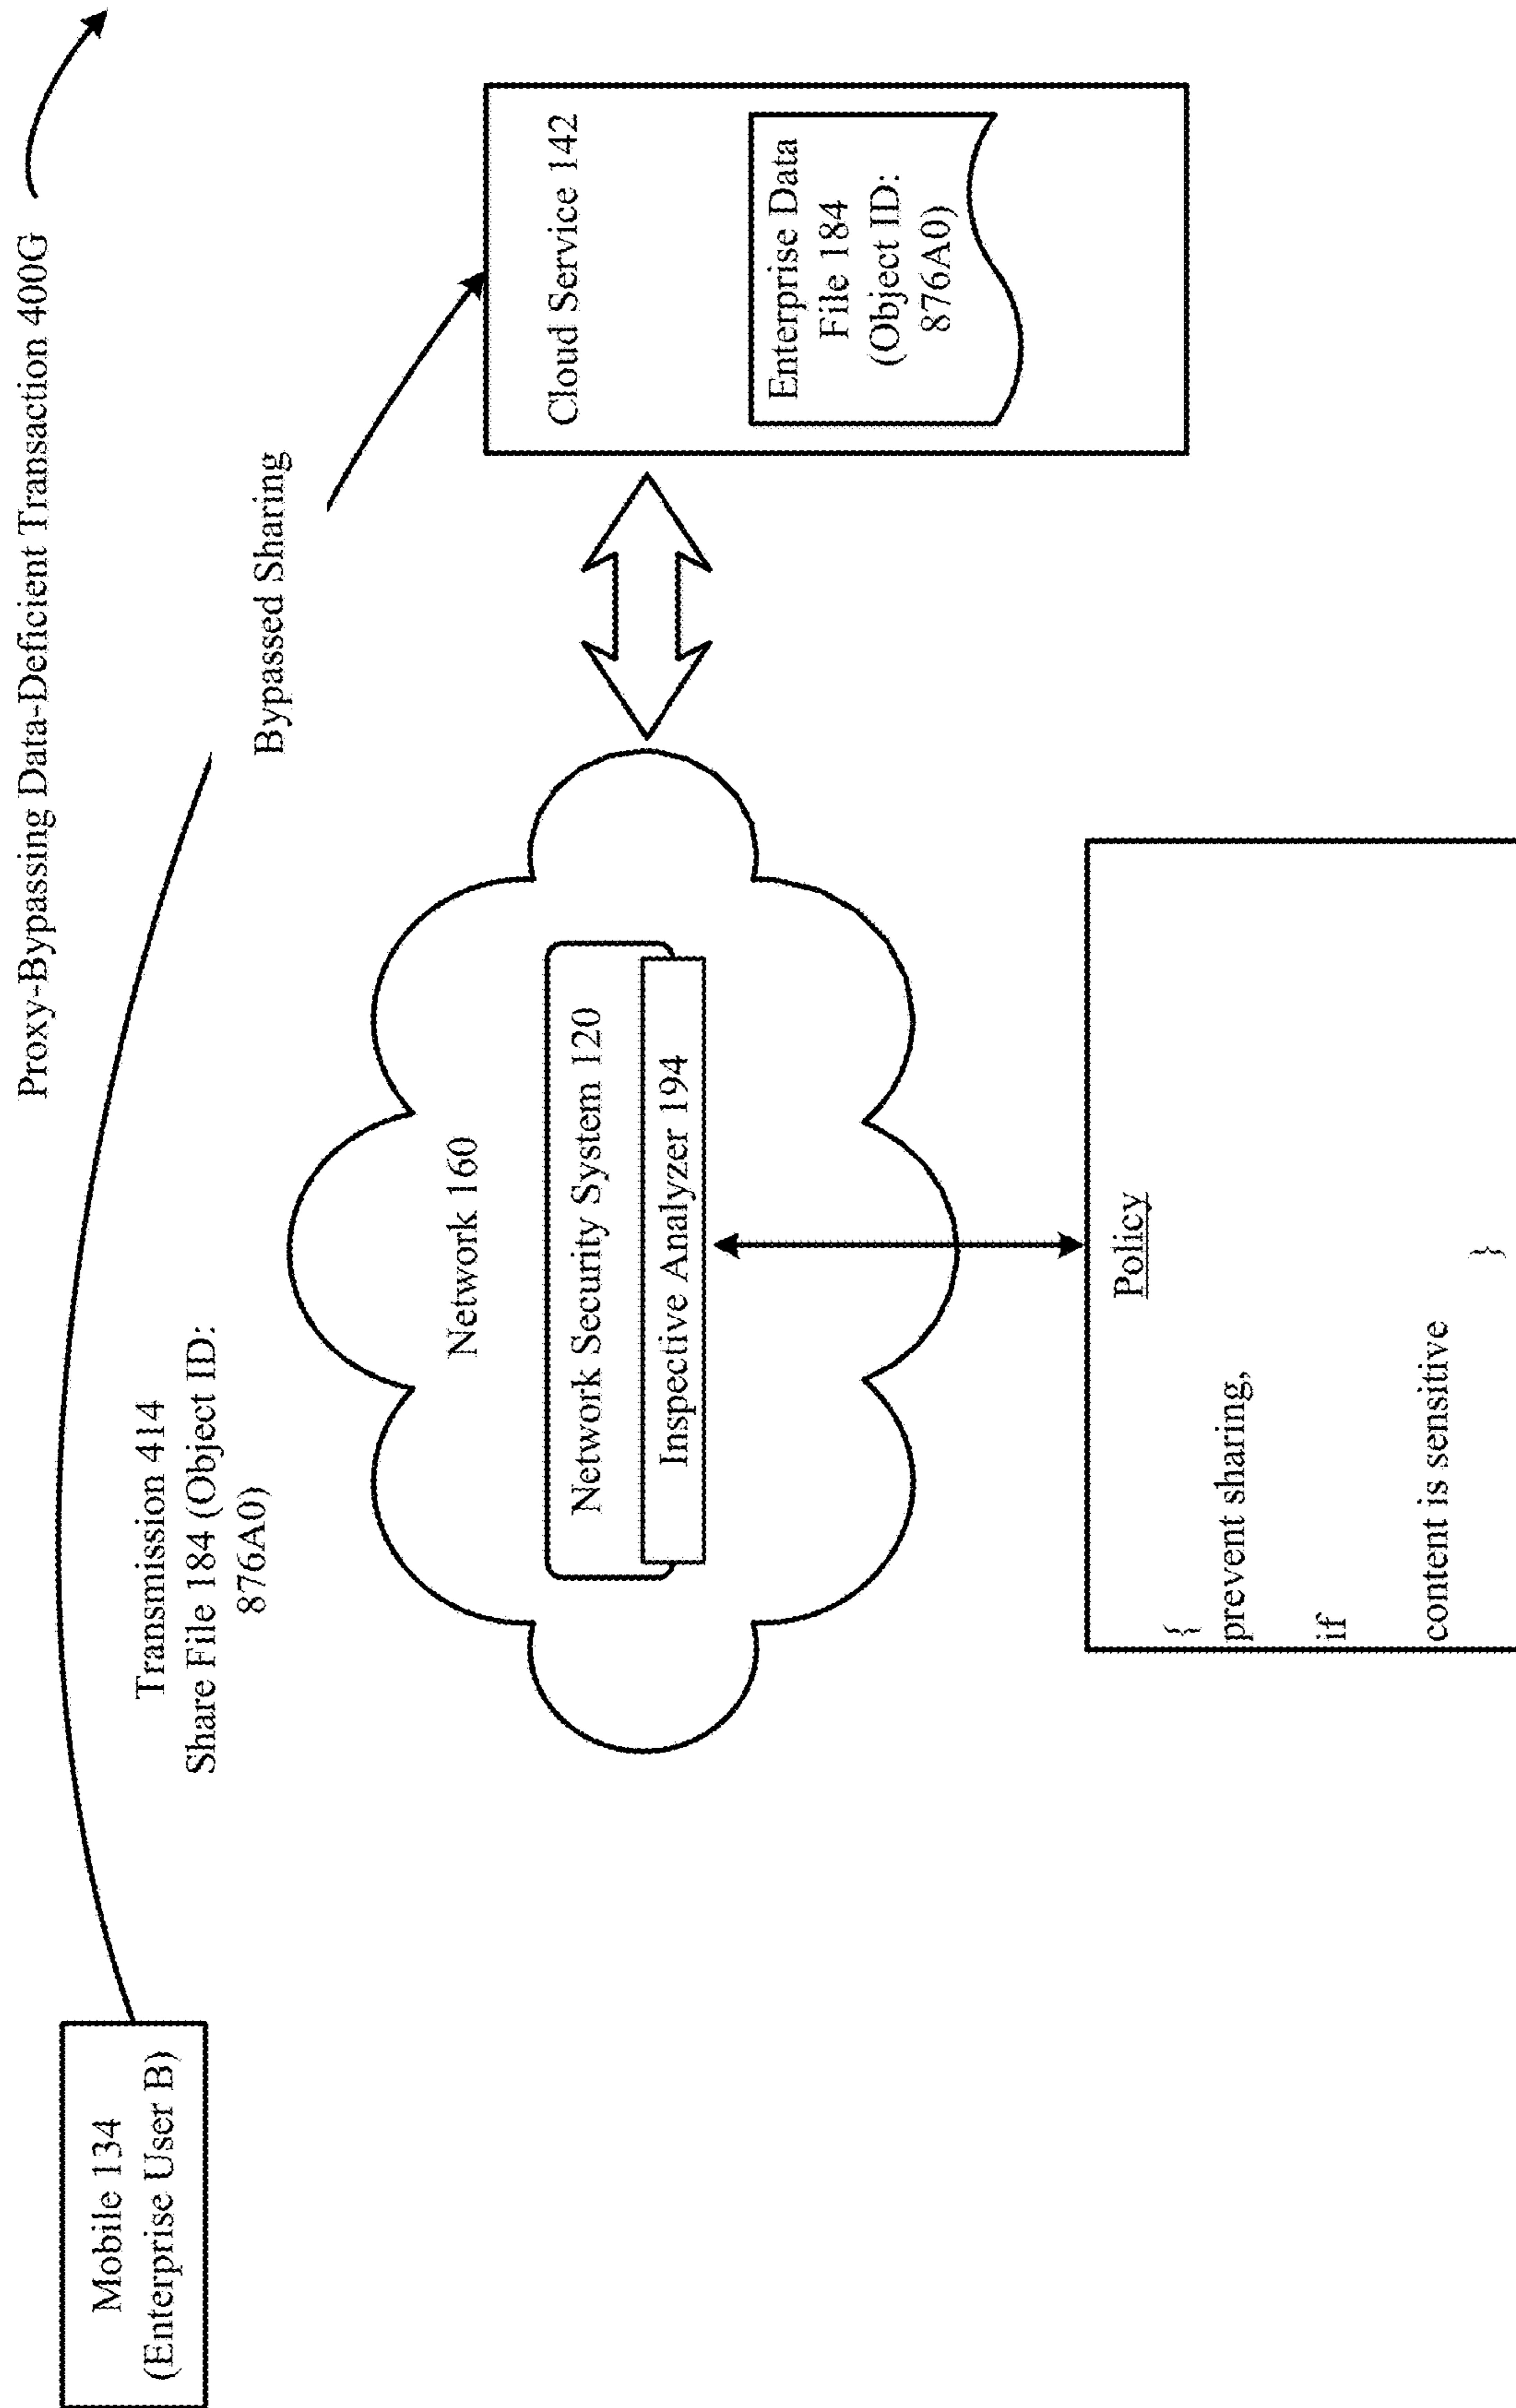 Proxy-Bypassing Data-Deficient Transaction 400G
Mobile 134
(Enterprise User B)
Transmission 414
Share File 184 (Object ID:
876A0)
Bypassed Sharing
Network 160
Network Security System 120
Inspective Analyzer 194
Cloud Service 142
Enterprise Data
File 184
(Object ID:
876A0)
Policy
{
prevent sharing,
if
content is sensitive
}